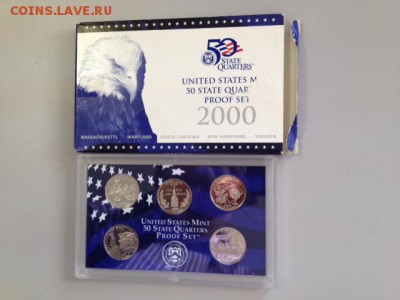 COINS.LAVE.RU
50
STATE
QUARTERS
UNITED STATES M
50 STATE QUAR
PROOF SET
2000
MASSACHUSETTS MARYLAND SOUTH CAROLINA NEW HAMPSHIRE VIRGINIA
UNITED STATES MINT
50 STATE QUARTERS
PROOF SET